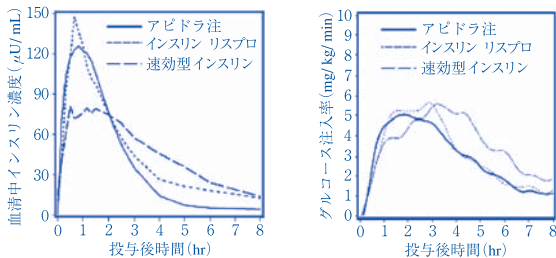 血清中インスリン濃度(μU/mL)
150
120
90
60
30
0
アピドラ注
インスリン リスプロ
速効型インスリン
0 1 2 3 4 5 6 7 8
投与後時間(hr)
グルコース注入率(mg/kg/min)
10
9
8
7
6
5
4
3
2
1
0
アピドラ注
インスリン リスプロ
速効型インスリン
0 1 2 3 4 5 6 7 8
投与後時間(hr)